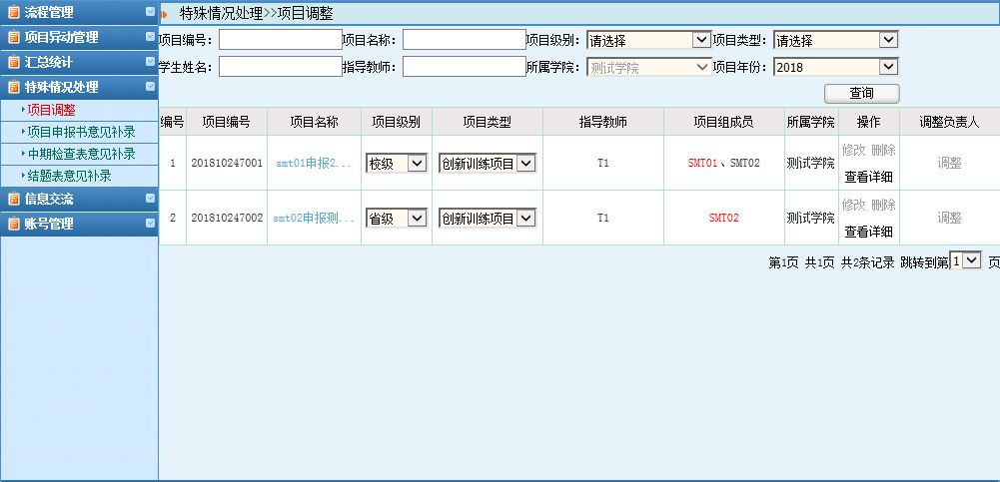 流程管理
项目异动管理
汇总统计
特殊情况处理
项目调整
项目申报书意见补录
中期检查表意见补录
结题表意见补录
信息交流
账号管理
特殊情况处理>>项目调整
项目编号： 项目名称： 项目级别： 请选择 项目类型： 请选择
学生姓名： 指导教师： 所属学院： 测试学院 项目年份： 2018
查询
编号 项目编号 项目名称 项目级别 项目类型 指导教师 项目组成员 所属学院 操作 调整负责人
1 201810247001 smt01申报2... 校级 创新训练项目 T1 SMT01、SMT02 测试学院 修改 删除 调整
查看详细
2 201810247002 smt02申报测... 省级 创新训练项目 T1 SMT02 测试学院 修改 删除 调整
查看详细
第1页 共1页 共2条记录 跳转到第 1 页